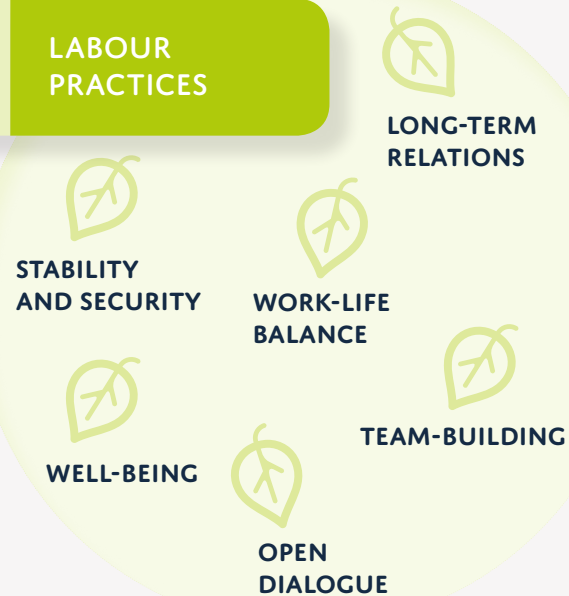 LABOUR
PRACTICES
LONG-TERM
RELATIONS
STABILITY
AND SECURITY
WORK-LIFE
BALANCE
TEAM-BUILDING
WELL-BEING
OPEN
DIALOGUE